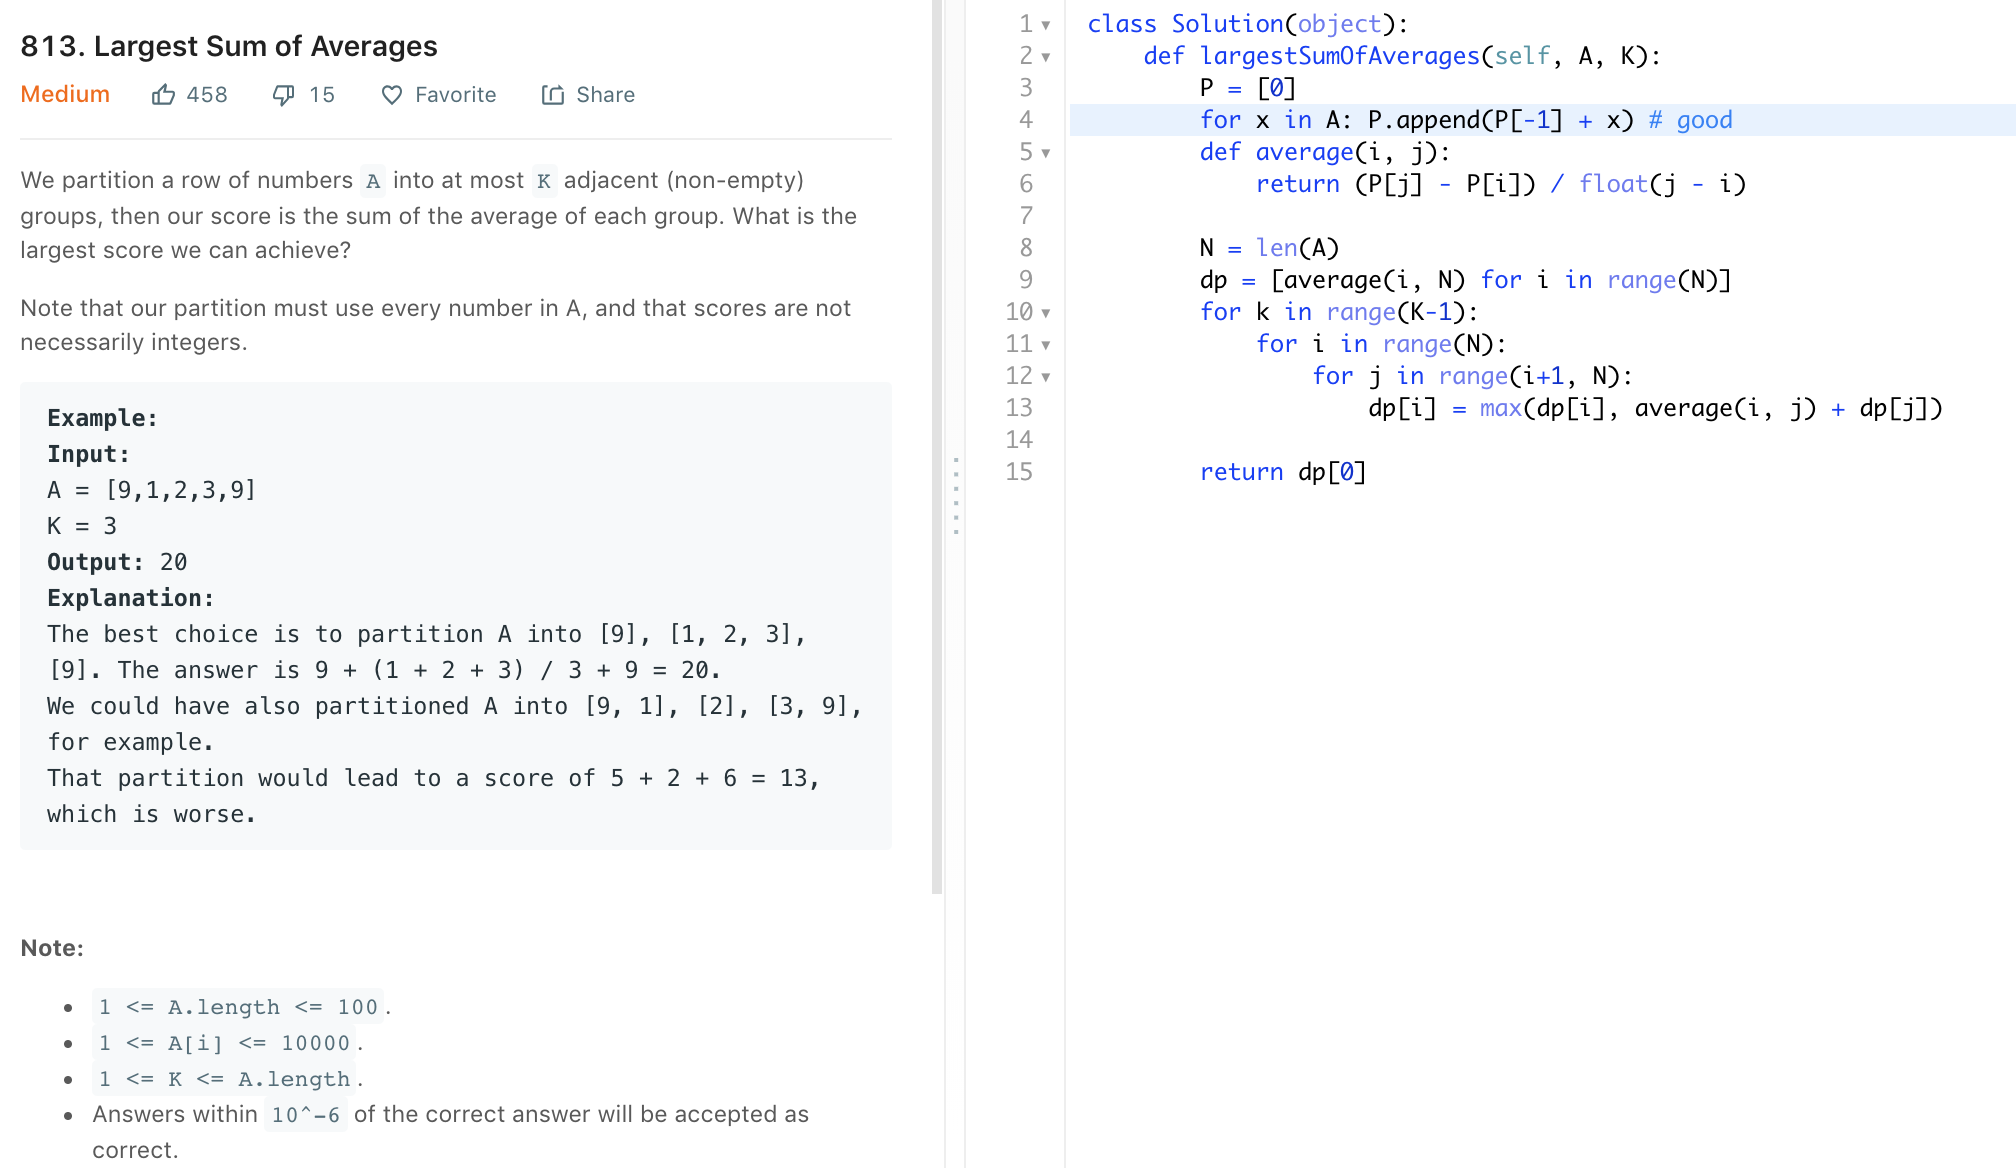 813. Largest Sum of Averages
Medium 458 15 Favorite Share
We partition a row of numbers A into at most K adjacent (non-empty)
groups, then our score is the sum of the average of each group. What is the
largest score we can achieve?
Note that our partition must use every number in A, and that scores are not
necessarily integers.
Example:
Input:
A = [9,1,2,3,9]
K = 3
Output: 20
Explanation:
The best choice is to partition A into [9], [1, 2, 3],
[9]. The answer is 9 + (1 + 2 + 3) / 3 + 9 = 20.
We could have also partitioned A into [9, 1], [2], [3, 9],
for example.
That partition would lead to a score of 5 + 2 + 6 = 13,
which is worse.
Note:
• 1 <= A.length <= 100.
• 1 <= A[i] <= 10000.
• 1 <= K <= A.length.
• Answers within 10^-6 of the correct answer will be accepted as
correct.
1 class Solution(object):
2     def largestSumOfAverages(self, A, K):
3         P = [0]
4         for x in A: P.append(P[-1] + x) # good
5         def average(i, j):
6             return (P[j] - P[i]) / float(j - i)
7
8         N = len(A)
9         dp = [average(i, N) for i in range(N)]
10         for k in range(K-1):
11             for i in range(N):
12                 for j in range(i+1, N):
13                     dp[i] = max(dp[i], average(i, j) + dp[j])
14
15         return dp[0]